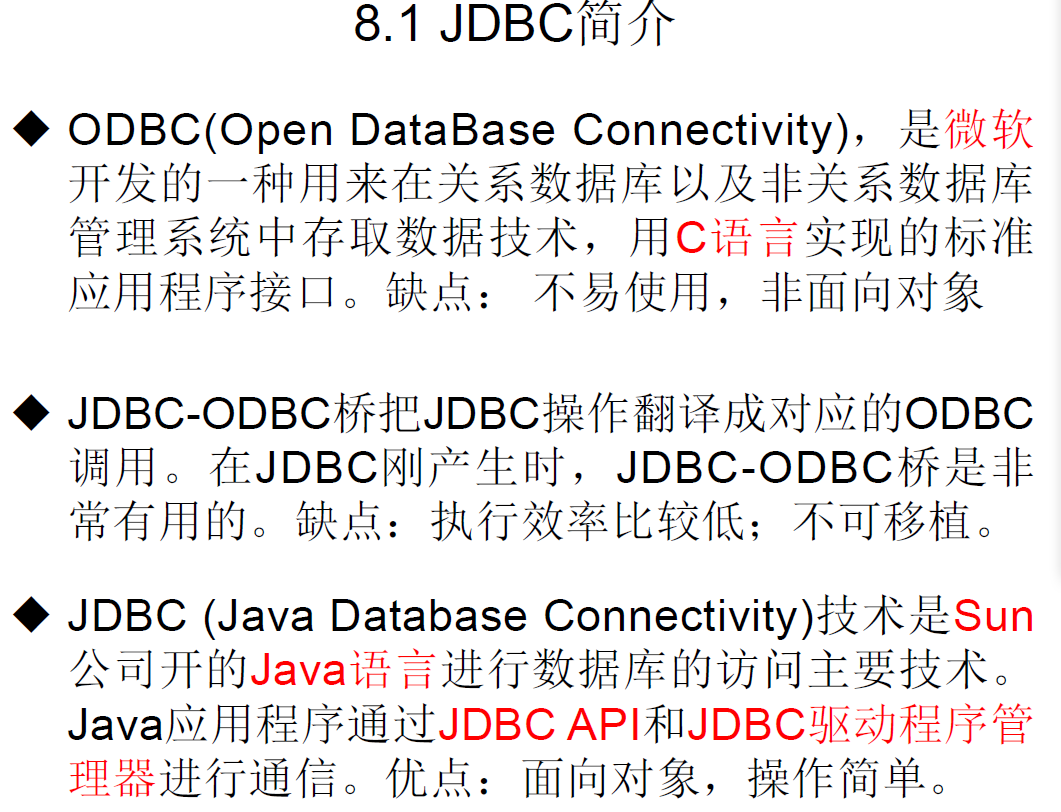 8.1 JDBC简介
◆ ODBC(Open DataBase Connectivity)，是微软
开发的一种用来在关系数据库以及非关系数据库
管理系统中存取数据技术，用C语言实现的标准
应用程序接口。缺点： 不易使用，非面向对象
◆ JDBC-ODBC桥把JDBC操作翻译成对应的ODBC
调用。在JDBC刚产生时，JDBC-ODBC桥是非
常有用的。缺点：执行效率比较低；不可移植。
◆ JDBC (Java Database Connectivity)技术是Sun
公司开的Java语言进行数据库的访问主要技术。
Java应用程序通过JDBC API和JDBC驱动程序管
理器进行通信。优点：面向对象，操作简单。